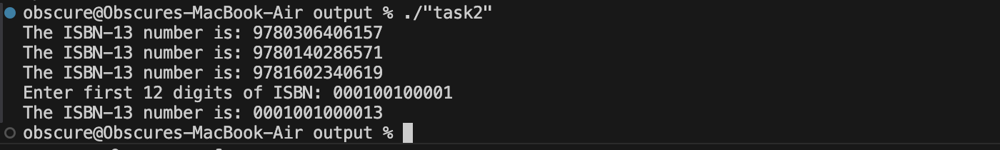 obscure@Obscures-MacBook-Air output % ./"task2"
The ISBN-13 number is: 9780306406157
The ISBN-13 number is: 9780140286571
The ISBN-13 number is: 9781602340619
Enter first 12 digits of ISBN: 000100100001
The ISBN-13 number is: 0001001000013
obscure@Obscures-MacBook-Air output %